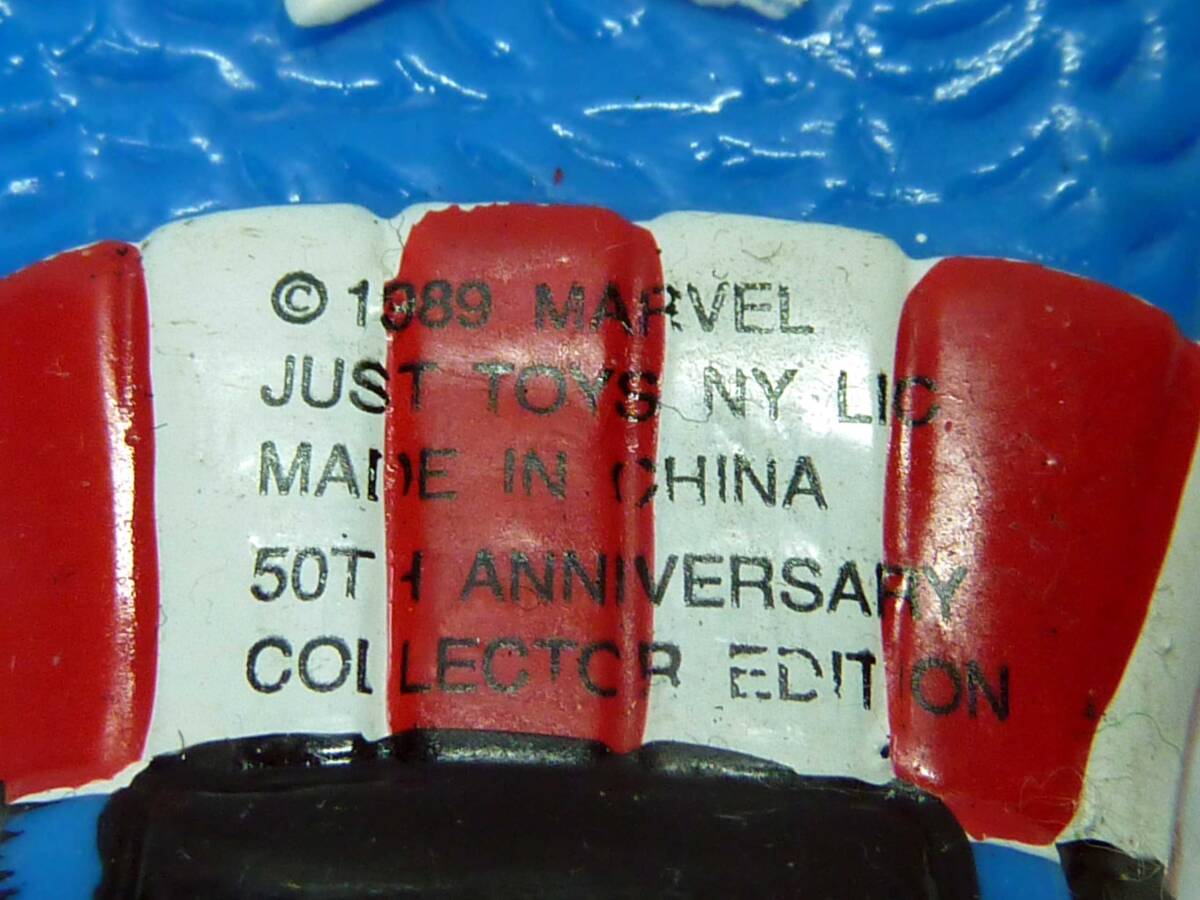 © 1989 MARVEL
JUST TOYS NY LIC
MADE IN CHINA
50TH ANNIVERSARY
COLLECTOR EDITION